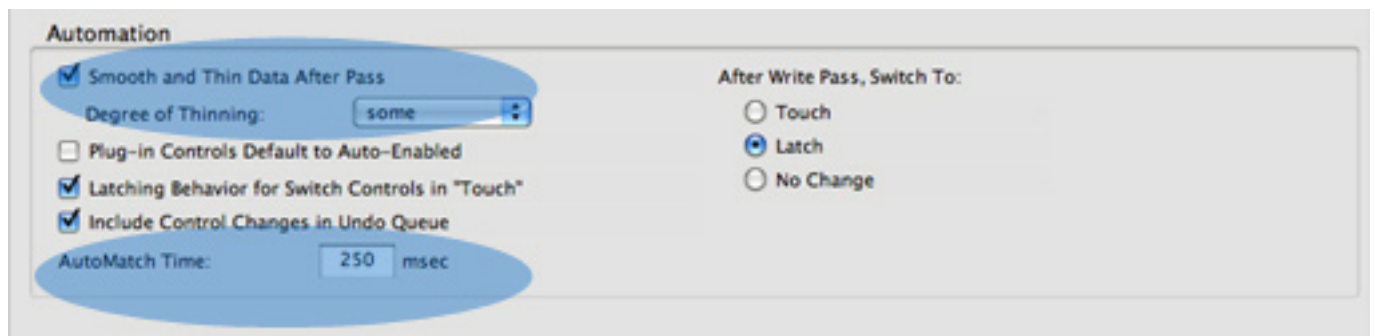 Automation
Smooth and Thin Data After Pass
Degree of Thinning: some
Plug-in Controls Default to Auto-Enabled
Latching Behavior for Switch Controls in "Touch"
Include Control Changes in Undo Queue
AutoMatch Time: 250 msec
After Write Pass, Switch To:
Touch
Latch
No Change